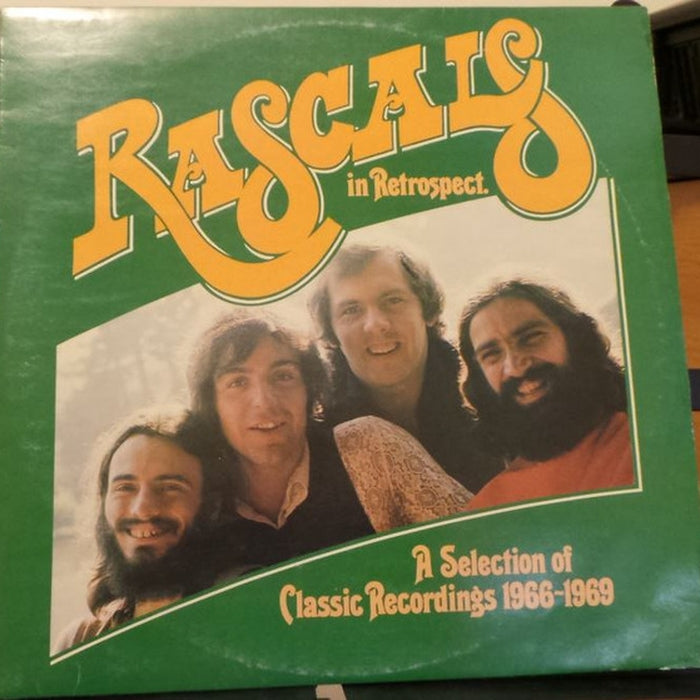 RASCALS
in Retrospect.
A Selection of
Classic Recordings 1966-1969